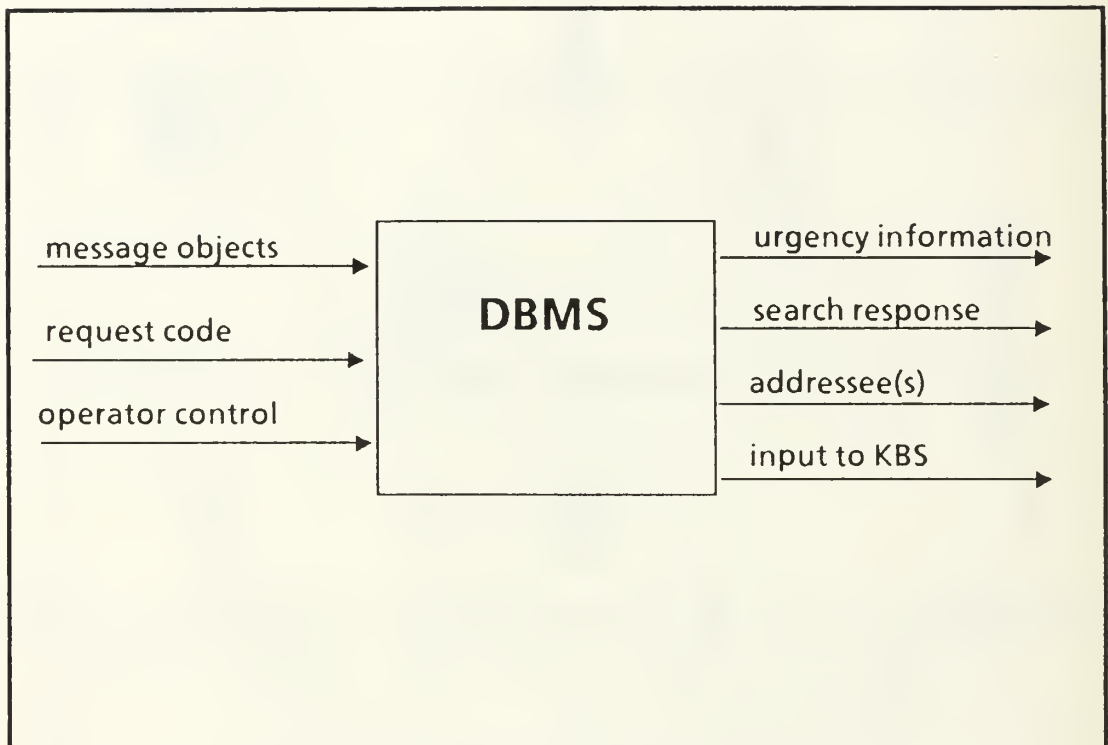 message objects
request code
operator control
DBMS
urgency information
search response
addressee(s)
input to KBS